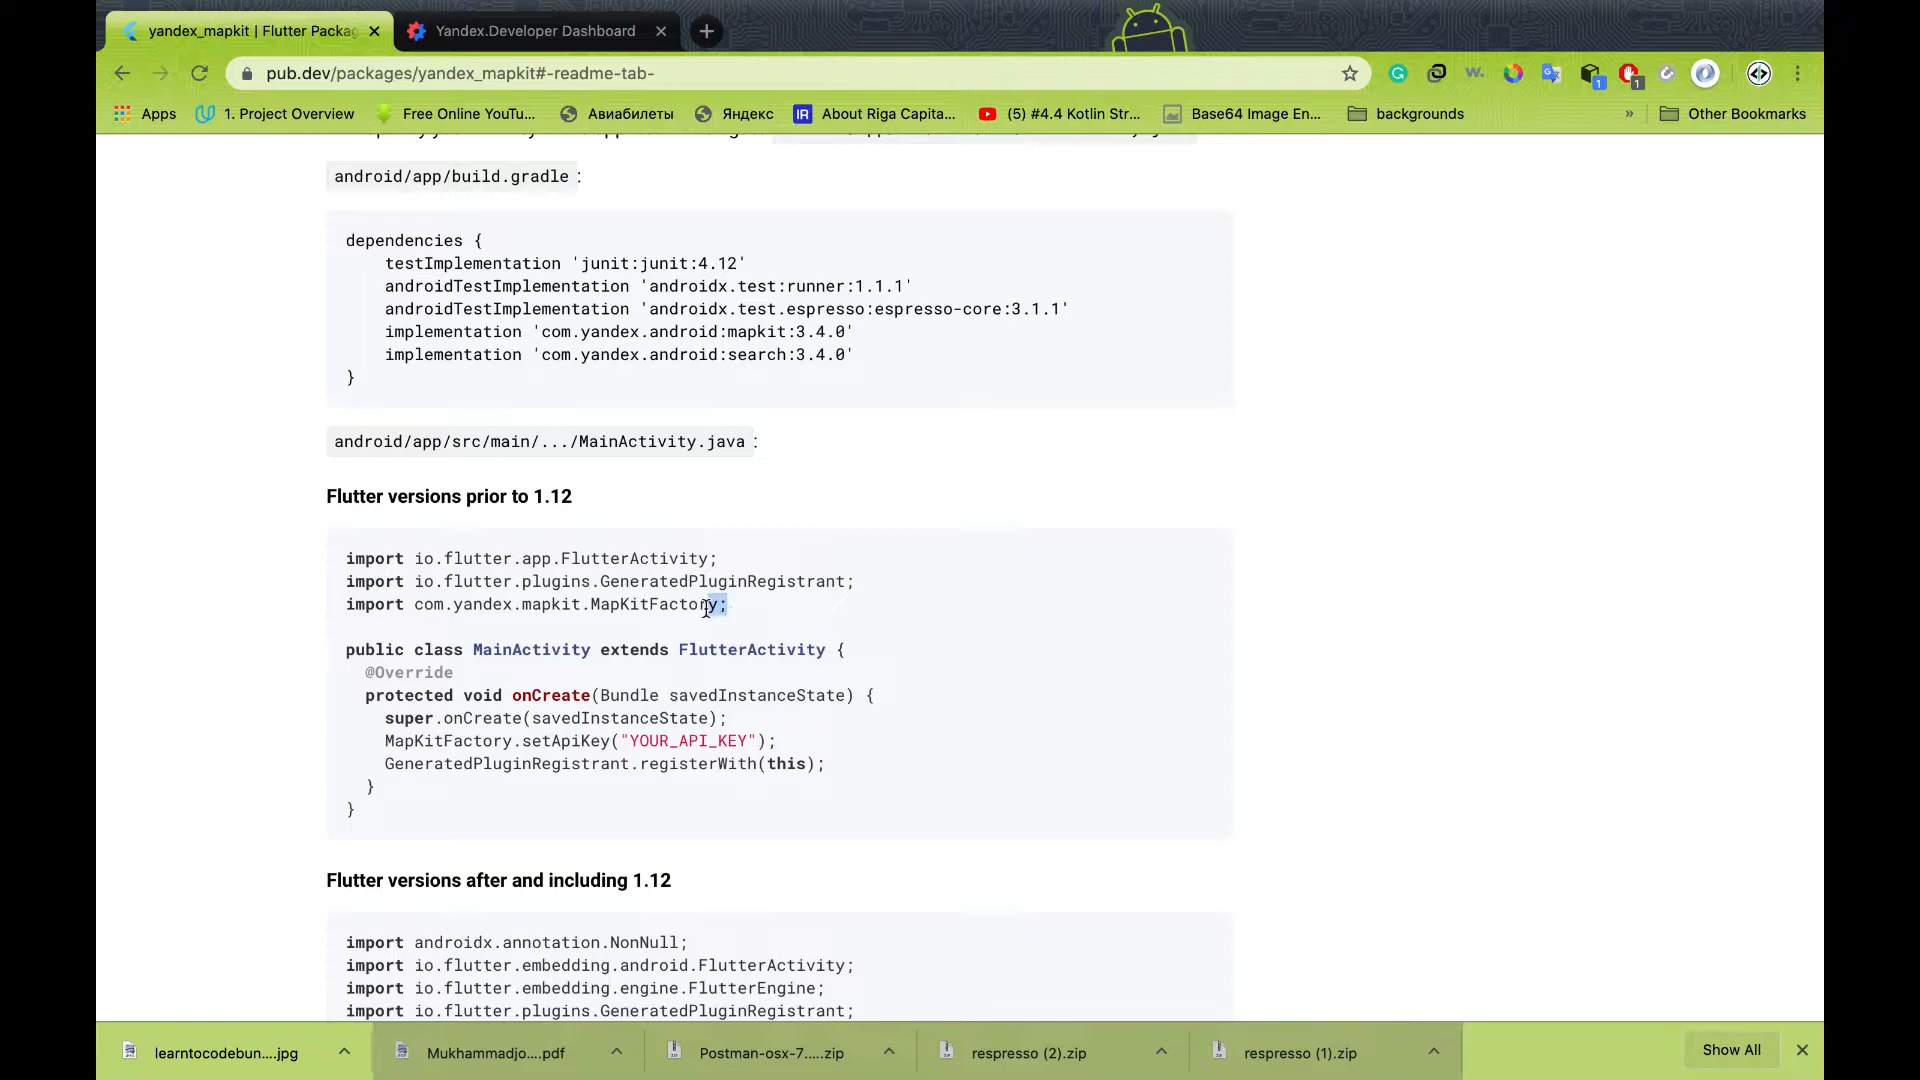 yandex_mapkit | Flutter Packag
Yandex.Developer Dashboard
pub.dev/packages/yandex_mapkit#-readme-tab-
Apps
1. Project Overview
Free Online YouTu...
Авиабилеты
Яндекс
About Riga Capita...
(5) #4.4 Kotlin Str...
Base64 Image En...
backgrounds
»
Other Bookmarks
android/app/build.gradle :
dependencies {
testImplementation 'junit:junit:4.12'
androidTestImplementation 'androidx.test:runner:1.1.1'
androidTestImplementation 'androidx.test.espresso:espresso-core:3.1.1'
implementation 'com.yandex.android:mapkit:3.4.0'
implementation 'com.yandex.android:search:3.4.0'
}
android/app/src/main/.../MainActivity.java :
Flutter versions prior to 1.12
import io.flutter.app.FlutterActivity;
import io.flutter.plugins.GeneratedPluginRegistrant;
import com.yandex.mapkit.MapKitFactory;
public class MainActivity extends FlutterActivity {
@Override
protected void onCreate(Bundle savedInstanceState) {
super.onCreate(savedInstanceState);
MapKitFactory.setApiKey("YOUR_API_KEY");
GeneratedPluginRegistrant.registerWith(this);
}
}
Flutter versions after and including 1.12
import androidx.annotation.NonNull;
import io.flutter.embedding.android.FlutterActivity;
import io.flutter.embedding.engine.FlutterEngine;
import io.flutter.plugins.GeneratedPluginRegistrant;
learntocodebun....jpg
Mukhammadjo....pdf
Postman-osx-7.....zip
respresso (2).zip
respresso (1).zip
Show All